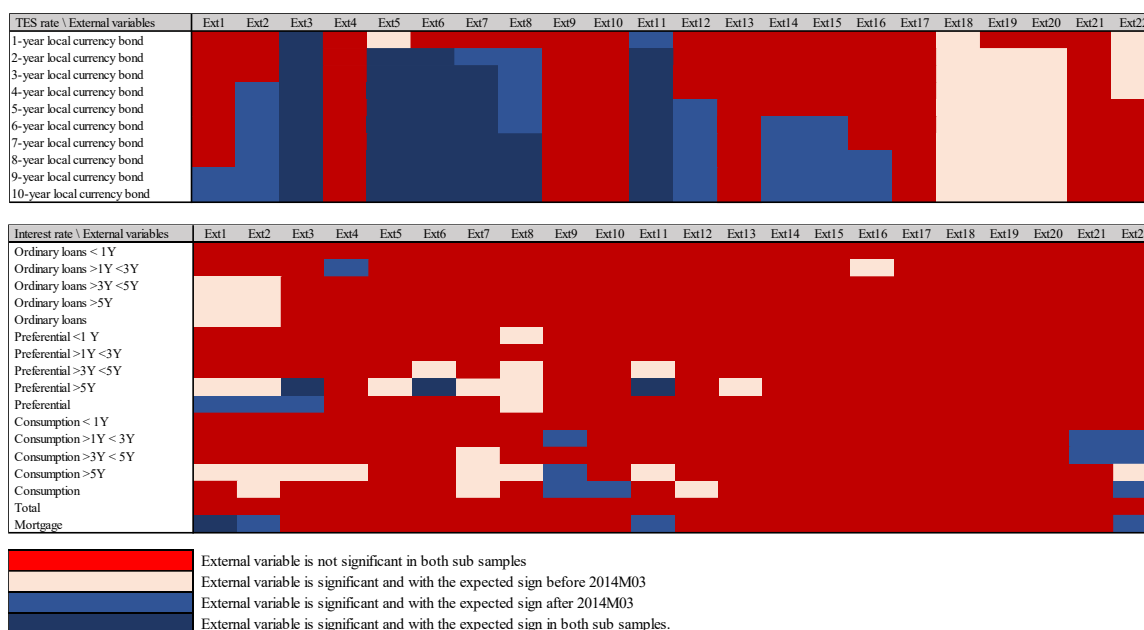 TES rate \ External variables Ext1 Ext2 Ext3 Ext4 Ext5 Ext6 Ext7 Ext8 Ext9 Ext10 Ext11 Ext12 Ext13 Ext14 Ext15 Ext16 Ext17 Ext18 Ext19 Ext20 Ext21 Ext22
1-year local currency bond
2-year local currency bond
3-year local currency bond
4-year local currency bond
5-year local currency bond
6-year local currency bond
7-year local currency bond
8-year local currency bond
9-year local currency bond
10-year local currency bond
Interest rate \ External variables Ext1 Ext2 Ext3 Ext4 Ext5 Ext6 Ext7 Ext8 Ext9 Ext10 Ext11 Ext12 Ext13 Ext14 Ext15 Ext16 Ext17 Ext18 Ext19 Ext20 Ext21 Ext2
Ordinary loans < 1Y
Ordinary loans >1Y <3Y
Ordinary loans >3Y <5Y
Ordinary loans >5Y
Ordinary loans
Preferential <1 Y
Preferential >1Y <3Y
Preferential >3Y <5Y
Preferential >5Y
Preferential
Consumption < 1Y
Consumption >1Y < 3Y
Consumption >3Y < 5Y
Consumption >5Y
Consumption
Total
Mortgage
External variable is not significant in both sub samples
External variable is significant and with the expected sign before 2014M03
External variable is significant and with the expected sign after 2014M03
External variable is significant and with the expected sign in both sub samples.